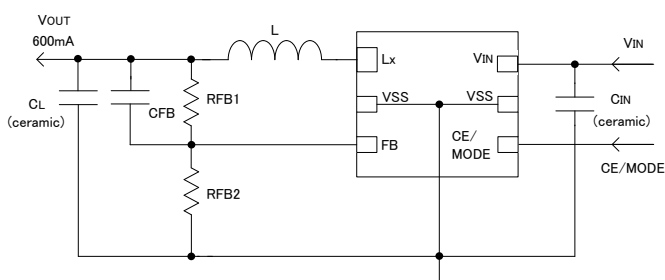 VOUT
600mA
L
CL
(ceramic)
CFB
RFB1
RFB2
Lx
VIN
VSS
VSS
FB
CE/
MODE
VIN
CIN
(ceramic)
CE/MODE